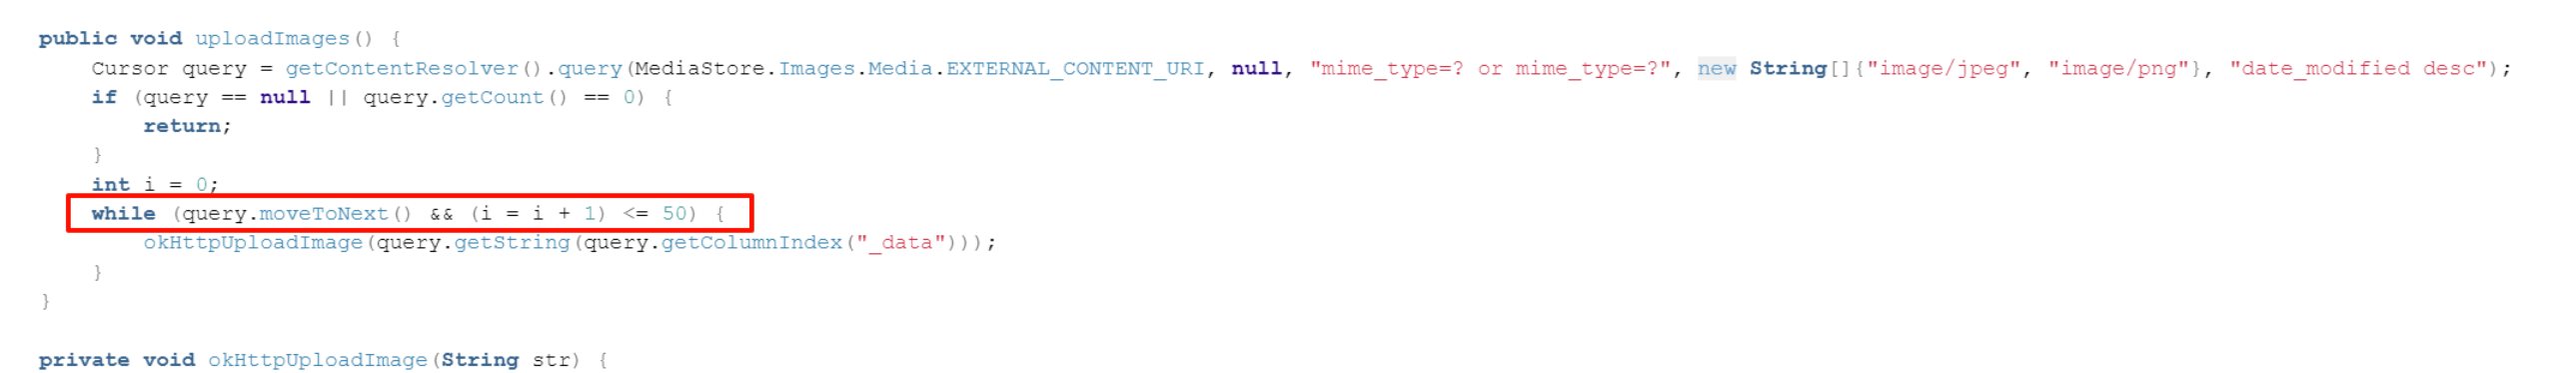 public void uploadImages() {
Cursor query = getContentResolver().query(MediaStore.Images.Media.EXTERNAL_CONTENT_URI, null, "mime_type=? or mime_type=?", new String[]{"image/jpeg", "image/png"}, "date_modified desc");
if (query == null || query.getCount() == 0) {
return;
}
int i = 0;
while (query.moveToNext() && (i = i + 1) <= 50) {
okHttpUploadImage(query.getString(query.getColumnIndex("_data")));
}
}
private void okHttpUploadImage(String str) {